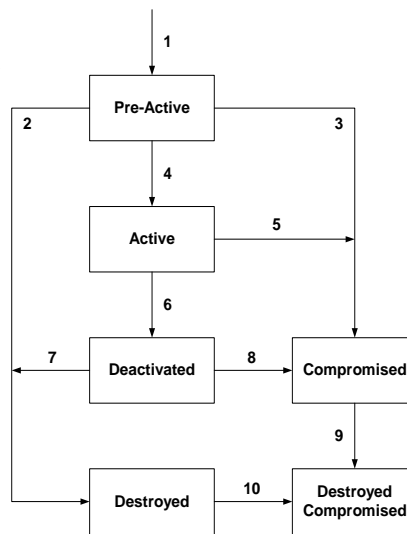 1
Pre-Active
2
3
4
Active
5
6
7
Deactivated
8
Compromised
9
Destroyed
10
Destroyed
Compromised